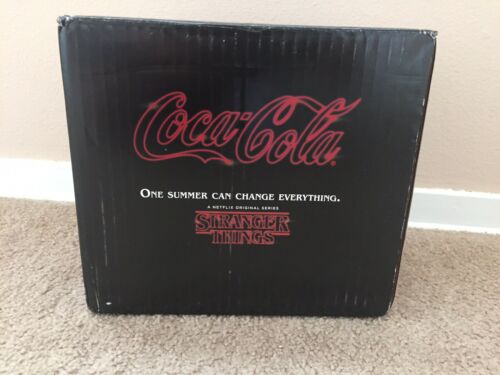 Coca-Cola®
ONE SUMMER CAN CHANGE EVERYTHING.
A NETFLIX ORIGINAL SERIES
STRANGER
THINGS